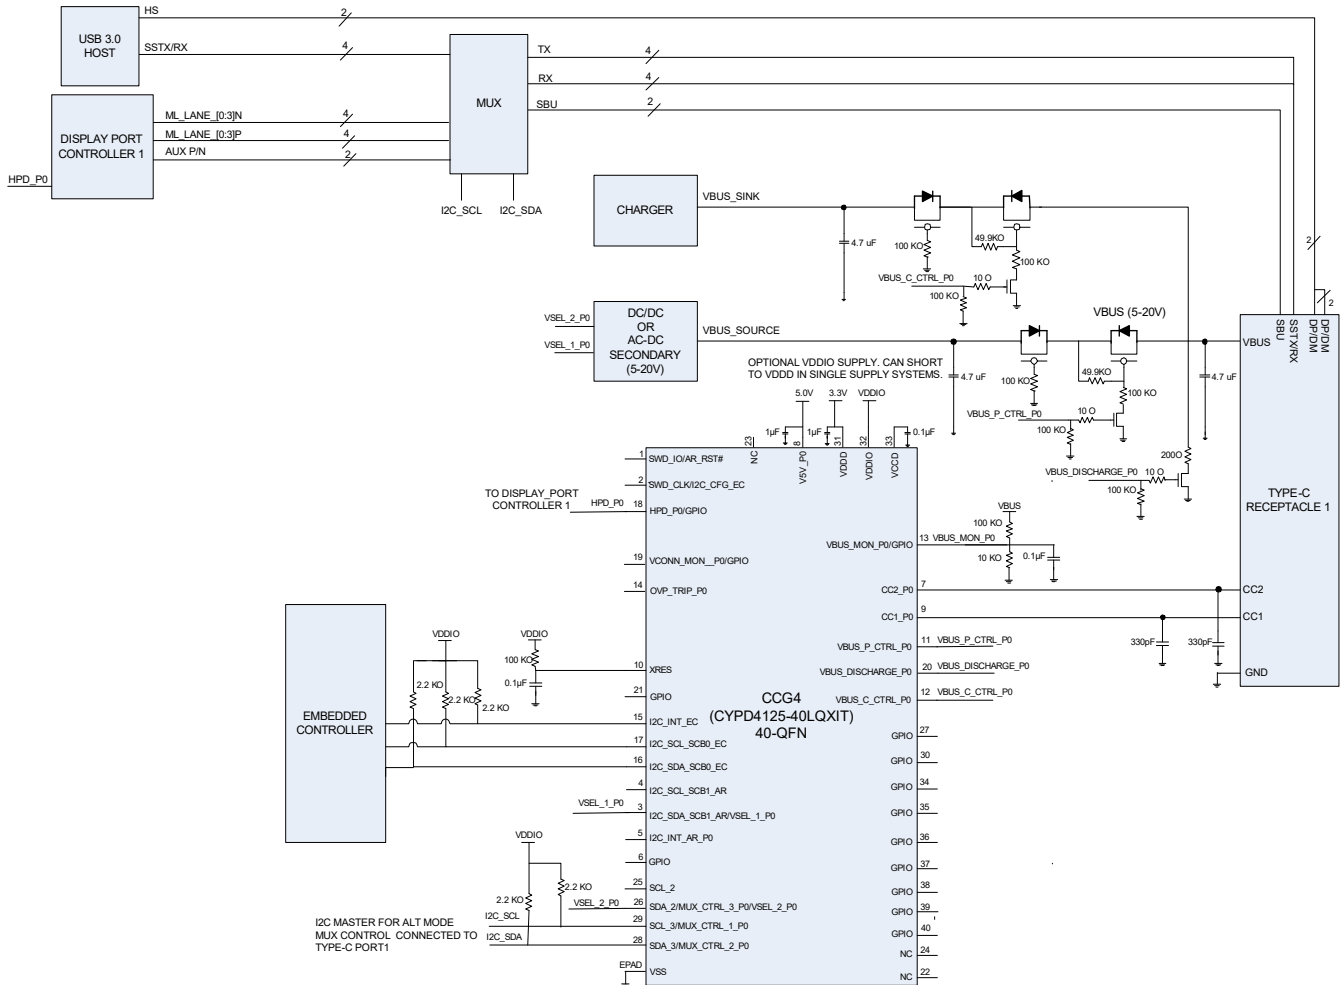 HS
2
USB 3.0
HOST
SSTX/RX
4
MUX
TX
4
RX
4
SBU
2
DISPLAY PORT
CONTROLLER 1
ML_LANE_[0:3]N
4
ML_LANE_[0:3]P
4
AUX P/N
2
HPD_P0
I2C_SCL
I2C_SDA
CHARGER
VBUS_SINK
4.7 uF
100 KO
49.9KO
100 KO
VBUS_C_CTRL_P0
10 O
100 KO
2
2
VSEL_2_P0
VSEL_1_P0
DC/DC
OR
AC-DC
SECONDARY
(5-20V)
VBUS_SOURCE
VBUS (5-20V)
4.7 uF
100 KO
49.9KO
100 KO
VBUS_P_CTRL_P0
10 O
100 KO
4.7 uF
200O
VBUS_DISCHARGE_P0
10 O
100 KO
VBUS
SBU
SSTX/RX
DP/DM
DP/DM
TYPE-C
RECEPTACLE 1
CC2
CC1
GND
330pF
330pF
OPTIONAL VDDIO SUPPLY. CAN SHORT
TO VDDD IN SINGLE SUPPLY SYSTEMS.
5.0V
3.3V
VDDIO
1µF
1µF
0.1µF
23
8
31
32
33
NC
V5V_P0
VDDD
VDDIO
VCCD
1
SWD_IO/AR_RST#
2
SWD_CLK/I2C_CFG_EC
TO DISPLAY_PORT
CONTROLLER 1
HPD_P0
18
HPD_P0/GPIO
19
VCONN_MON__P0/GPIO
14
OVP_TRIP_P0
VBUS
100 KO
10 KO
0.1µF
VBUS_MON_P0/GPIO
13
VBUS_MON_P0
CC2_P0
7
CC1_P0
9
VBUS_P_CTRL_P0
11
VBUS_P_CTRL_P0
VBUS_DISCHARGE_P0
20
VBUS_DISCHARGE_P0
VBUS_C_CTRL_P0
12
VBUS_C_CTRL_P0
EMBEDDED
CONTROLLER
VDDIO
2.2 KO
2.2 KO
2.2 KO
VDDIO
100 KO
0.1µF
10
XRES
21
GPIO
15
I2C_INT_EC
17
I2C_SCL_SCB0_EC
16
I2C_SDA_SCB0_EC
4
I2C_SCL_SCB1_AR
VSEL_1_P0
3
I2C_SDA_SCB1_AR/VSEL_1_P0
5
I2C_INT_AR_P0
6
GPIO
25
SCL_2
VSEL_2_P0
26
SDA_2/MUX_CTRL_3_P0/VSEL_2_P0
29
SCL_3/MUX_CTRL_1_P0
28
SDA_3/MUX_CTRL_2_P0
EPAD
VSS
CCG4
(CYPD4125-40LQXIT)
40-QFN
GPIO
27
GPIO
30
GPIO
34
GPIO
35
GPIO
36
GPIO
37
GPIO
38
GPIO
39
GPIO
40
NC
24
NC
22
VDDIO
2.2 KO
2.2 KO
I2C_SCL
I2C_SDA
I2C MASTER FOR ALT MODE
MUX CONTROL CONNECTED TO
TYPE-C PORT1